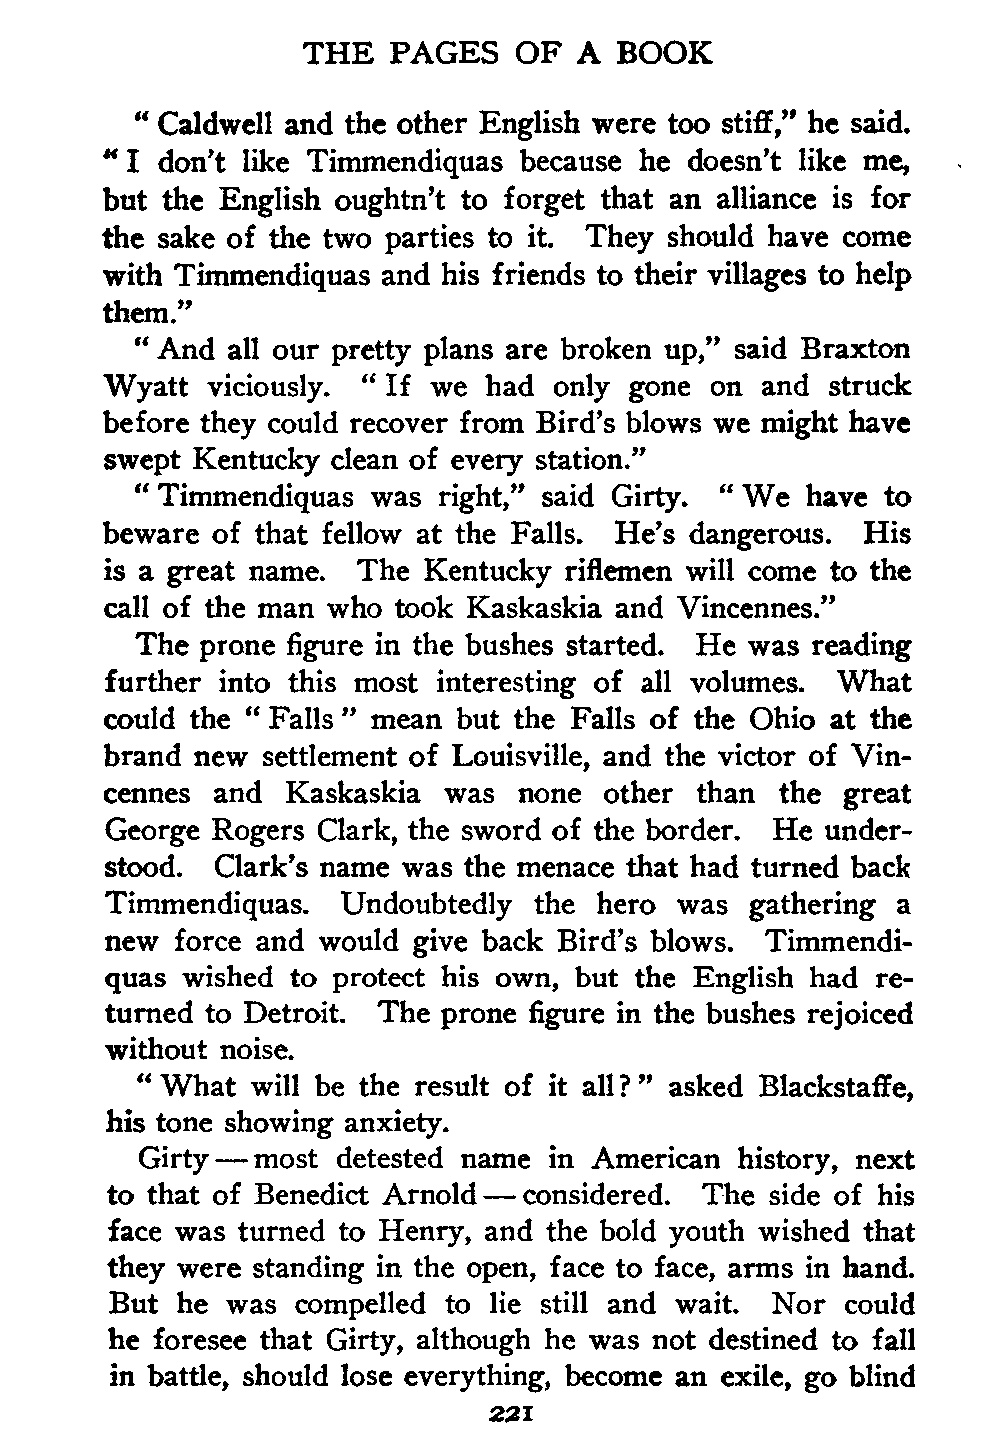 THE PAGES OF A BOOK
“ Caldwell and the other English were too stiff,” he said.
“ I don’t like Timmendiquas because he doesn’t like me,
but the English oughtn’t to forget that an alliance is for
the sake of the two parties to it. They should have come
with Timmendiquas and his friends to their villages to help
them.”
“ And all our pretty plans are broken up,” said Braxton
Wyatt viciously. “ If we had only gone on and struck
before they could recover from Bird’s blows we might have
swept Kentucky clean of every station.”
“ Timmendiquas was right,” said Girty. “ We have to
beware of that fellow at the Falls. He’s dangerous. His
is a great name. The Kentucky riflemen will come to the
call of the man who took Kaskaskia and Vincennes.”
The prone figure in the bushes started. He was reading
further into this most interesting of all volumes. What
could the “ Falls ” mean but the Falls of the Ohio at the
brand new settlement of Louisville, and the victor of Vin-
cennes and Kaskaskia was none other than the great
George Rogers Clark, the sword of the border. He under-
stood. Clark’s name was the menace that had turned back
Timmendiquas. Undoubtedly the hero was gathering a
new force and would give back Bird’s blows. Timmendi-
quas wished to protect his own, but the English had re-
turned to Detroit. The prone figure in the bushes rejoiced
without noise.
“ What will be the result of it all? ” asked Blackstaffe,
his tone showing anxiety.
Girty — most detested name in American history, next
to that of Benedict Arnold — considered. The side of his
face was turned to Henry, and the bold youth wished that
they were standing in the open, face to face, arms in hand.
But he was compelled to lie still and wait. Nor could
he foresee that Girty, although he was not destined to fall
in battle, should lose everything, become an exile, go blind
221